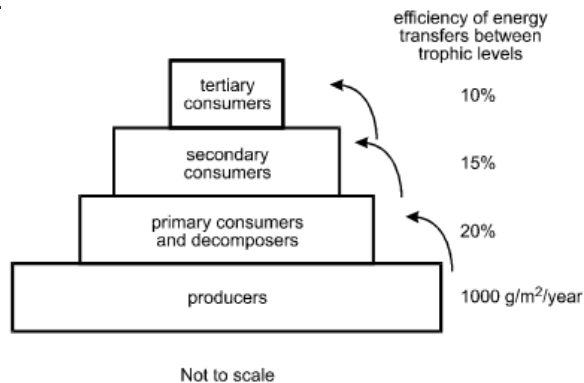 efficiency of energy
transfers between
trophic levels
tertiary
consumers
10%
secondary
consumers
15%
primary consumers
and decomposers
20%
producers
1000 g/m²/year
Not to scale